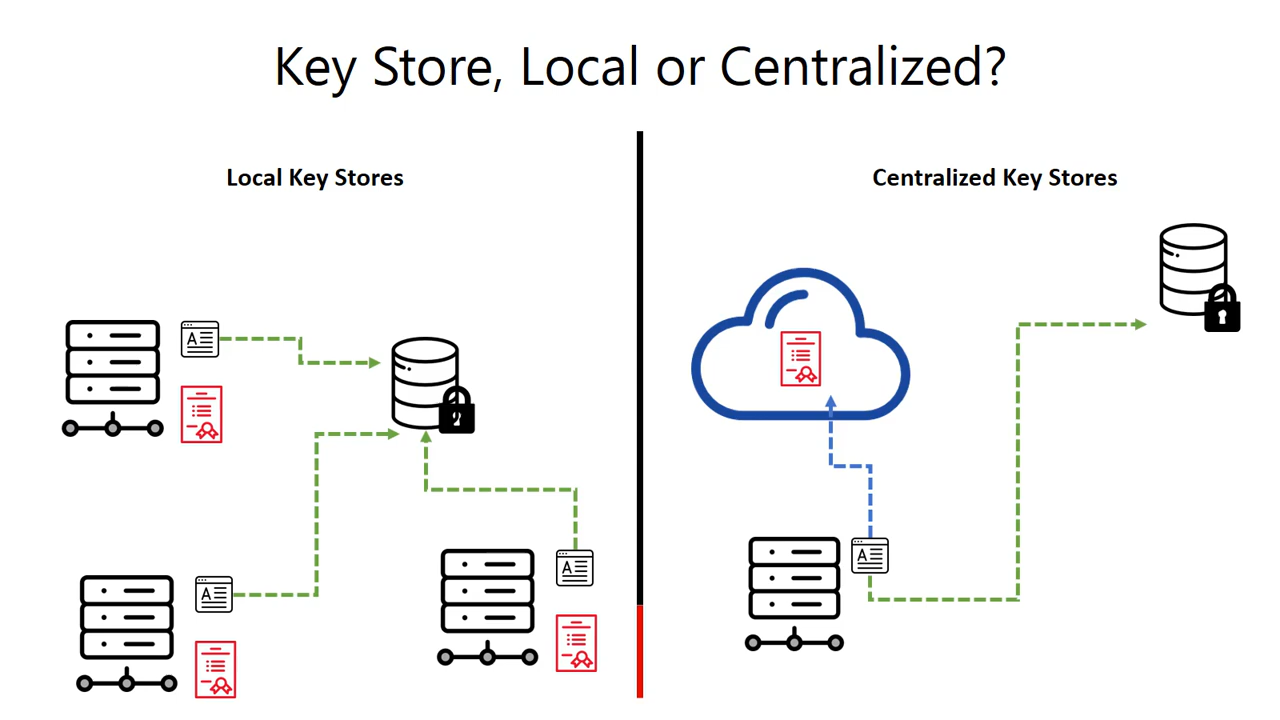 Key Store, Local or Centralized?
Local Key Stores
Centralized Key Stores
A
A
A
A